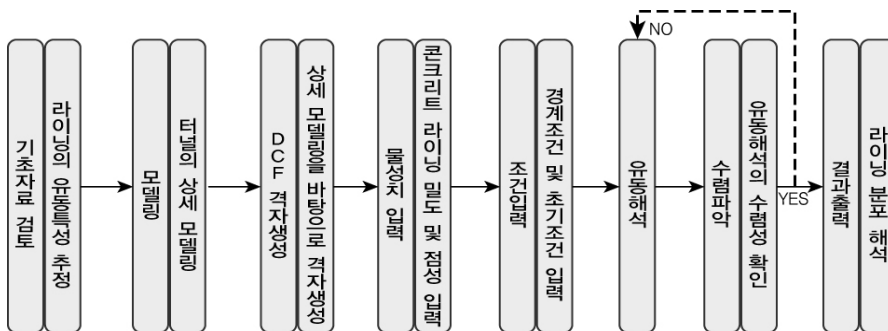 기초자료 검토
라이닝의 유동특성 추정
모델링
터널의 상세 모델링
DCF 격자생성
상세 모델링을 바탕으로 격자생성
물성치 입력
콘크리트 라이닝 밀도 및 점성 입력
조건입력
경계조건 및 초기조건 입력
유동해석
NO
수렴파악
유동해석의 수렴성 확인
YES
결과출력
라이닝 분포 해석